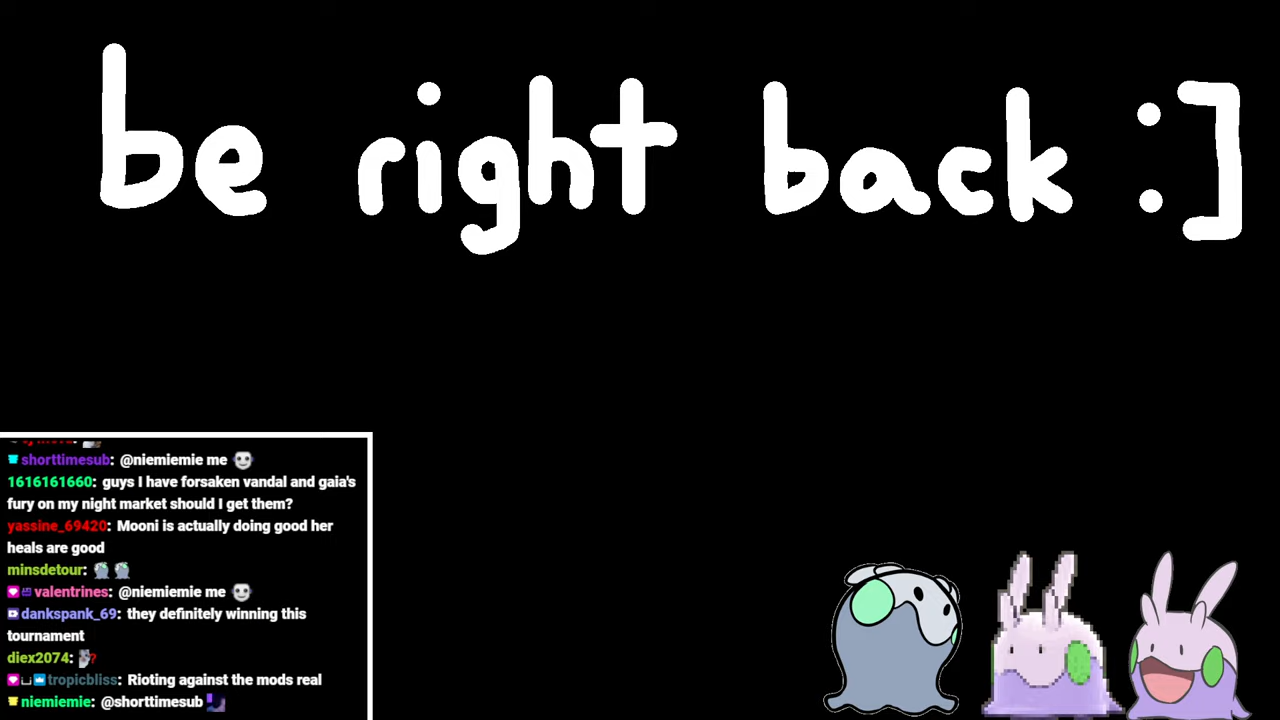 be right back :]
shorttimesub: @niemiemie me
1616161660: guys I have forsaken vandal and gaia's
fury on my night market should I get them?
yassine_69420: Mooni is actually doing good her
heals are good
minsdetour:
valentrines: @niemiemie me
dankspank_69: they definitely winning this
tournament
diex2074: ?
tropicbliss: Rioting against the mods real
niemiemie: @shorttimesub